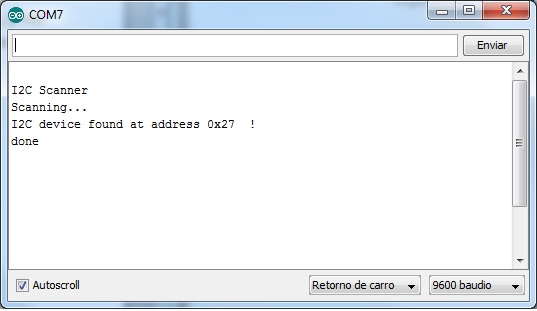 COM7
Enviar
I2C Scanner
Scanning...
I2C device found at address 0x27  !
done
Autoscroll
Retorno de carro
9600 baudio